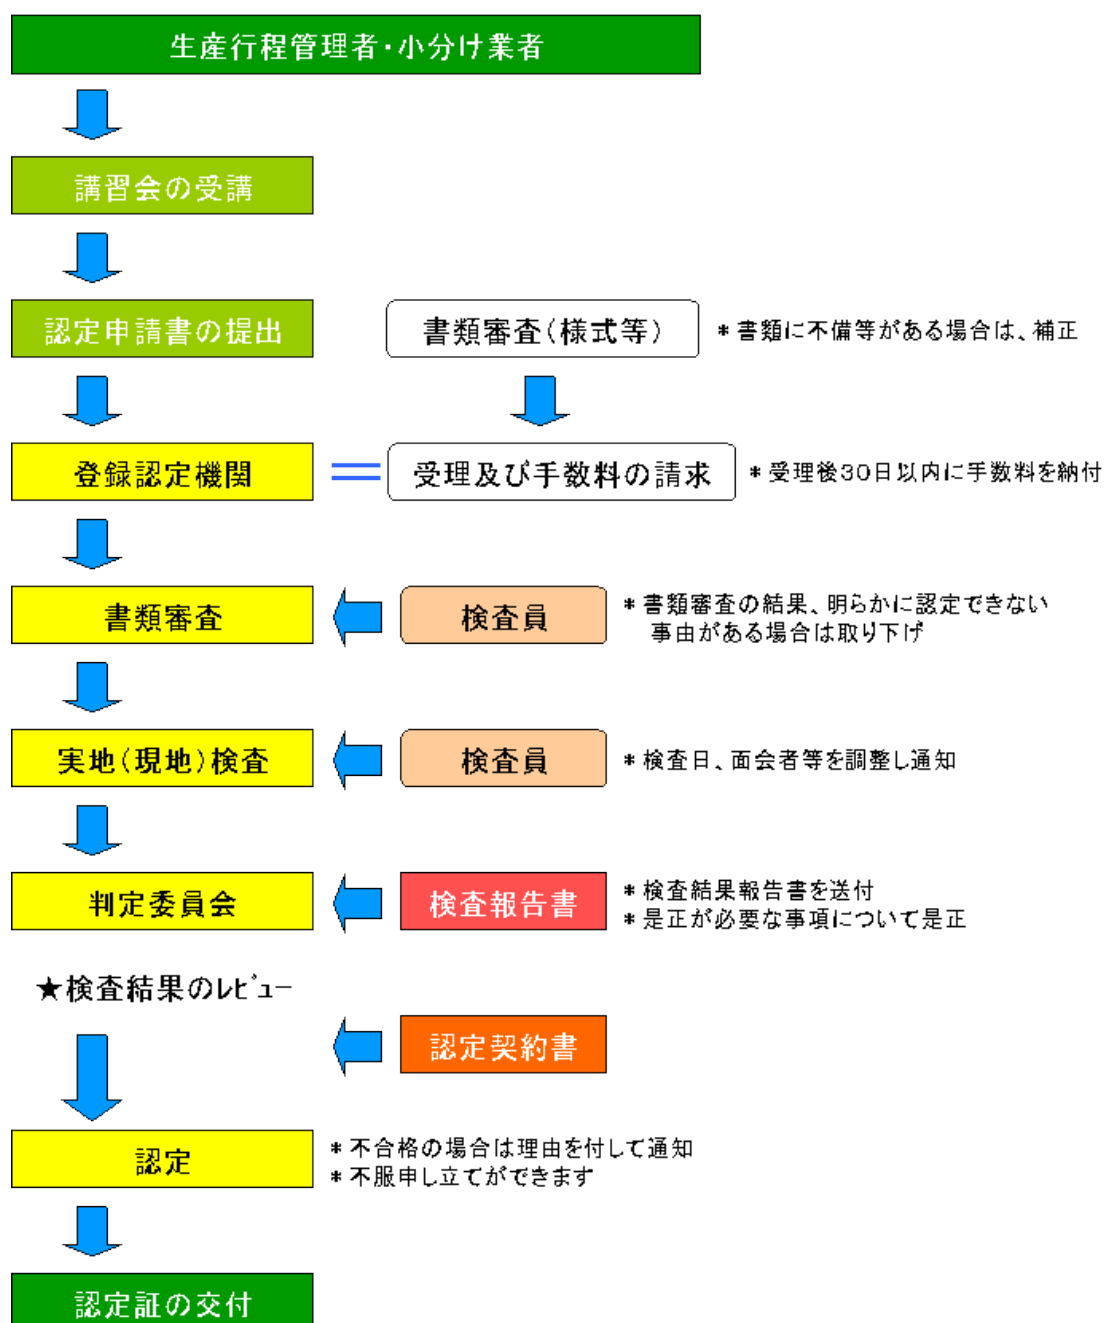 生産行程管理者・小分け業者
講習会の受講
認定申請書の提出
書類審査(様式等)
*書類に不備等がある場合は、補正
登録認定機関
受理及び手数料の請求
*受理後30日以内に手数料を納付
書類審査
検査員
*書類審査の結果、明らかに認定できない
事由がある場合は取り下げ
実地(現地)検査
検査員
*検査日、面会者等を調整し通知
判定委員会
検査報告書
*検査結果報告書を送付
*是正が必要な事項について是正
★検査結果のﾚﾋﾞｭｰ
認定契約書
認定
*不合格の場合は理由を付して通知
*不服申し立てができます
認定証の交付